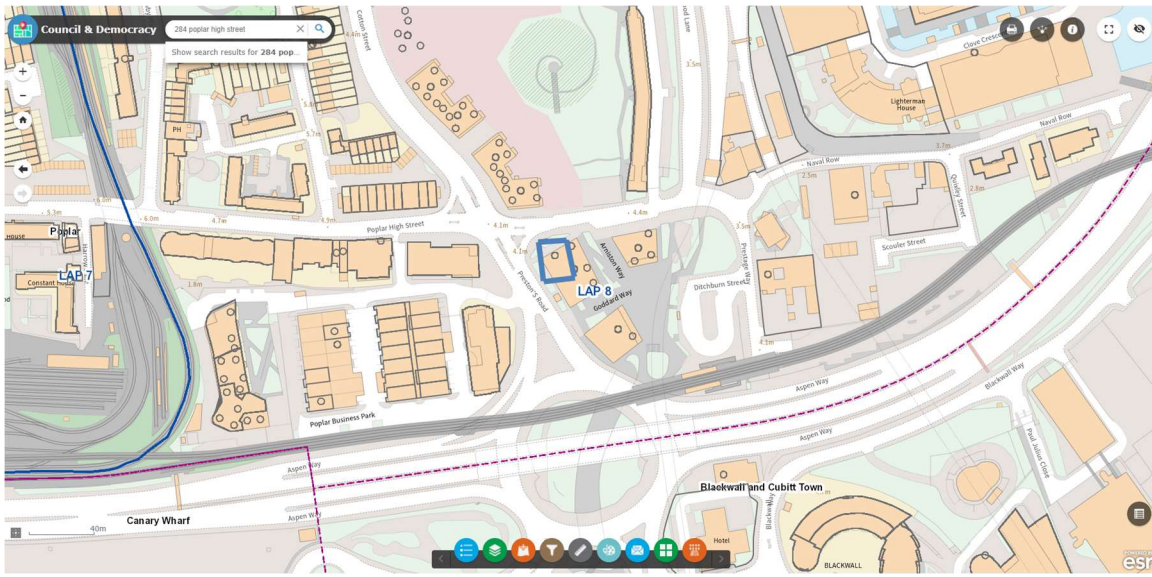 Council & Democracy
284 poplar high street
Show search results for 284 pop...
Cotton Street
4.4m
3.5m
Clove Crescent
Lighterman
House
PH
5.7m
Naval Row
3.7m
Naval Row
2.5m
2.8m
Quixley Street
5.3m
6.0m
6.0m
4.7m
4.5m
Poplar High Street
4.1m
4.4m
3.5m
House
Poplar
4.1m
Arniston Way
Prestage Way
Scouler Street
LAP 7
Constant House
1.8m
Preston's Road
LAP 8
Goddard Way
Ditchburn Street
4.1m
Poplar Business Park
Aspen Way
Blackwall Way
Aspen Way
Paul Julius Close
Aspen Way
Blackwall and Cubitt Town
Aspen Way
Canary Wharf
Blackwall Way
40m
Hotel
BLACKWALL
POWERED BY
esri